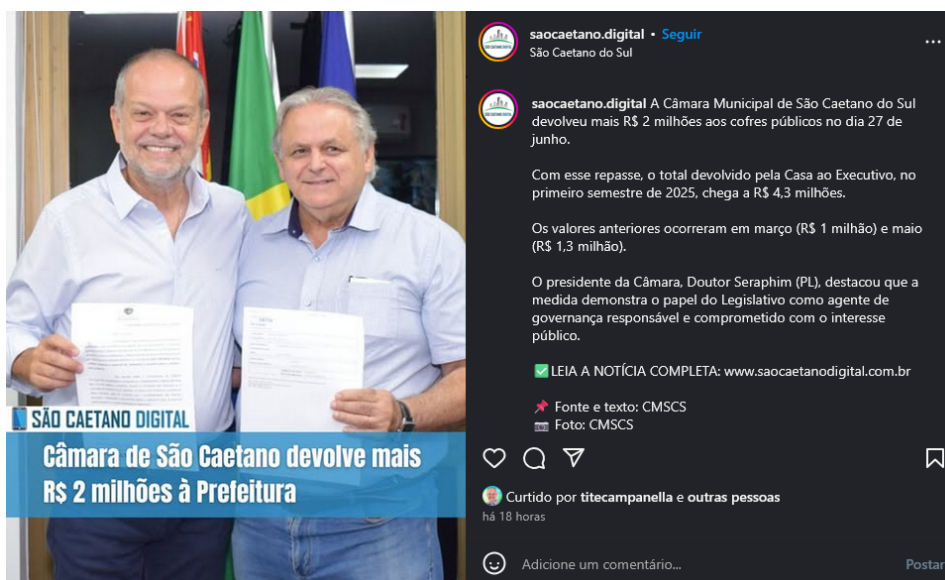 SÃO CAETANO DIGITAL
Câmara de São Caetano devolve mais
R$ 2 milhões à Prefeitura
saocaetano.digital • Seguir
São Caetano do Sul
saocaetano.digital A Câmara Municipal de São Caetano do Sul
devolveu mais R$ 2 milhões aos cofres públicos no dia 27 de
junho.
Com esse repasse, o total devolvido pela Casa ao Executivo, no
primeiro semestre de 2025, chega a R$ 4,3 milhões.
Os valores anteriores ocorreram em março (R$ 1 milhão) e maio
(R$ 1,3 milhão).
O presidente da Câmara, Doutor Seraphim (PL), destacou que a
medida demonstra o papel do Legislativo como agente de
governança responsável e comprometido com o interesse
público.
✅LEIA A NOTÍCIA COMPLETA: www.saocaetanodigital.com.br
📌 Fonte e texto: CMSCS
📷 Foto: CMSCS
Curtido por titecampanella e outras pessoas
há 18 horas
Adicione um comentário...
Postar